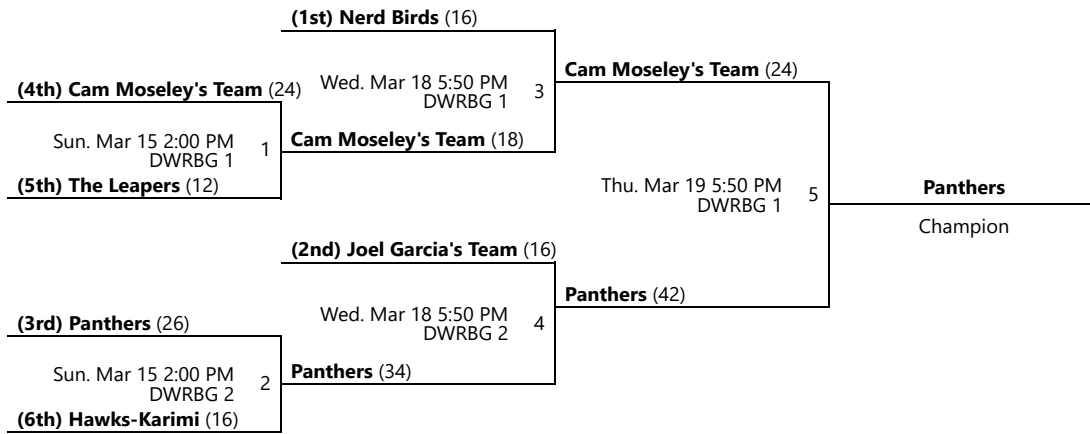 (1st) Nerd Birds (16)
(4th) Cam Moseley's Team (24)
Wed. Mar 18 5:50 PM
DWRBG 1
3
Cam Moseley's Team (24)
Sun. Mar 15 2:00 PM
DWRBG 1
1
Cam Moseley's Team (18)
(5th) The Leapers (12)
Thu. Mar 19 5:50 PM
DWRBG 1
5
Panthers
Champion
(2nd) Joel Garcia's Team (16)
Panthers (42)
(3rd) Panthers (26)
Wed. Mar 18 5:50 PM
DWRBG 2
4
Sun. Mar 15 2:00 PM
DWRBG 2
2
Panthers (34)
(6th) Hawks-Karimi (16)